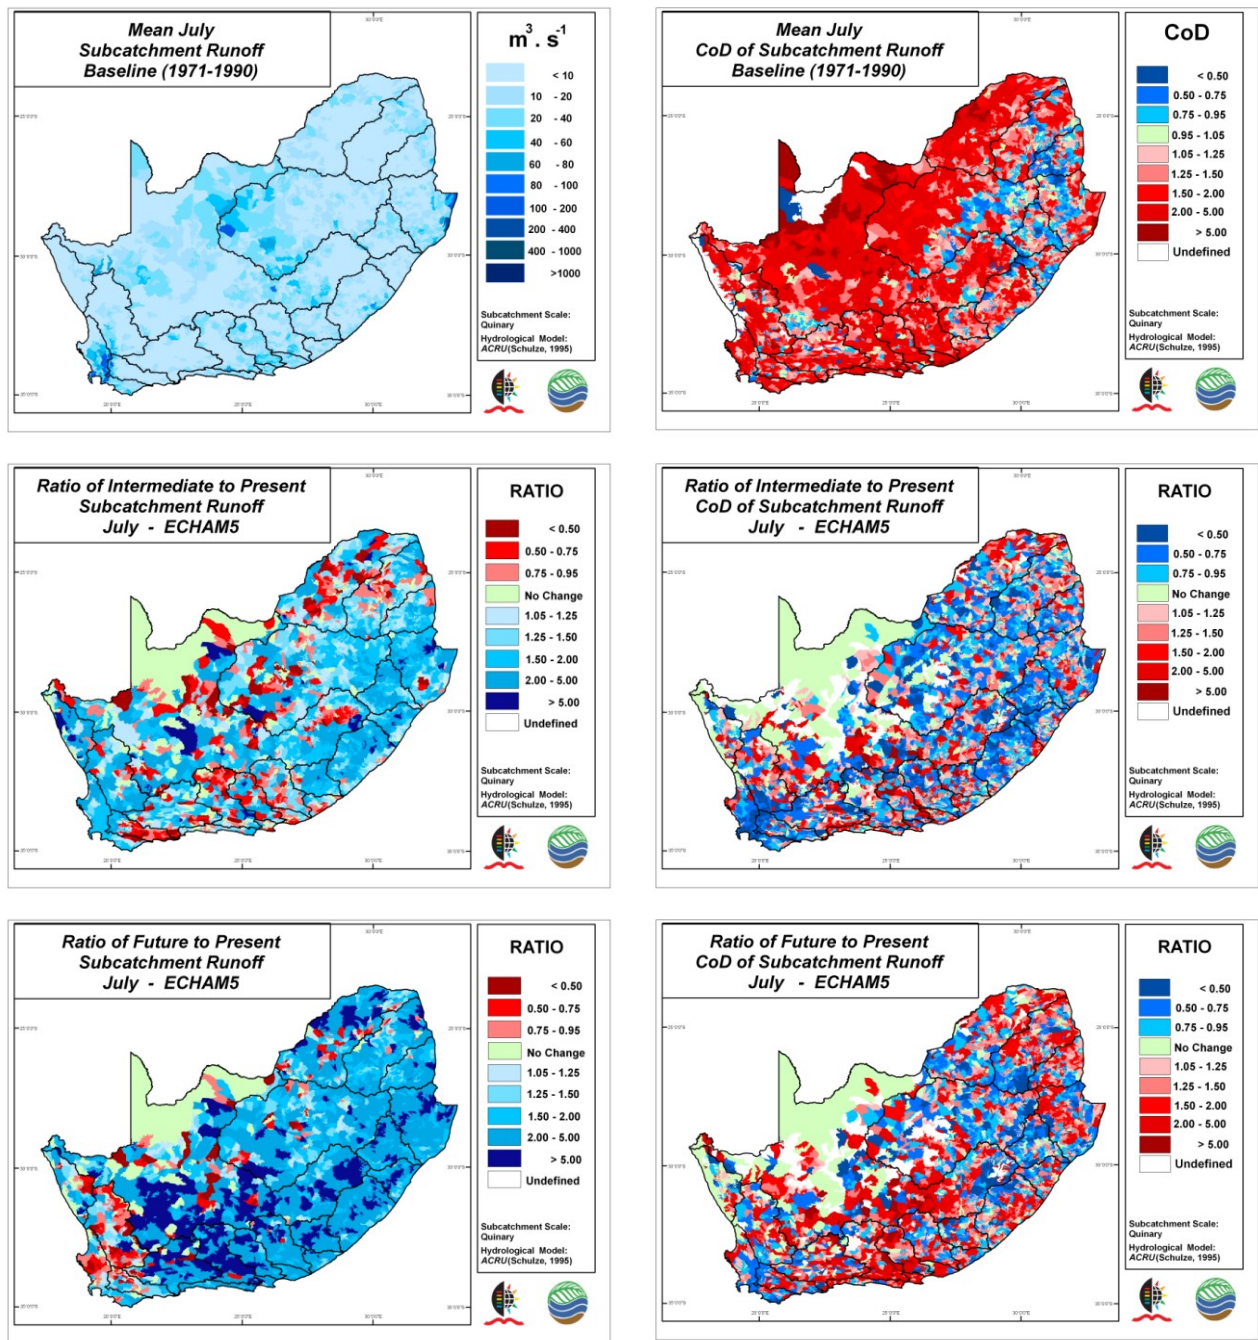 Mean July
Subcatchment Runoff
Baseline (1971-1990)
m³ . s⁻¹
< 10
10 - 20
20 - 40
40 - 60
60 - 80
80 - 100
100 - 200
200 - 400
400 - 1000
>1000
Subcatchment Scale:
Quinary
Hydrological Model:
ACRU(Schulze, 1995)
Mean July
CoD of Subcatchment Runoff
Baseline (1971-1990)
CoD
< 0.50
0.50 - 0.75
0.75 - 0.95
0.95 - 1.05
1.05 - 1.25
1.25 - 1.50
1.50 - 2.00
2.00 - 5.00
> 5.00
Undefined
Subcatchment Scale:
Quinary
Hydrological Model:
ACRU(Schulze, 1995)
Ratio of Intermediate to Present
Subcatchment Runoff
July - ECHAM5
RATIO
< 0.50
0.50 - 0.75
0.75 - 0.95
No Change
1.05 - 1.25
1.25 - 1.50
1.50 - 2.00
2.00 - 5.00
> 5.00
Undefined
Subcatchment Scale:
Quinary
Hydrological Model:
ACRU(Schulze, 1995)
Ratio of Intermediate to Present
CoD of Subcatchment Runoff
July - ECHAM5
RATIO
< 0.50
0.50 - 0.75
0.75 - 0.95
No Change
1.05 - 1.25
1.25 - 1.50
1.50 - 2.00
2.00 - 5.00
> 5.00
Undefined
Subcatchment Scale:
Quinary
Hydrological Model:
ACRU(Schulze, 1995)
Ratio of Future to Present
Subcatchment Runoff
July - ECHAM5
RATIO
< 0.50
0.50 - 0.75
0.75 - 0.95
No Change
1.05 - 1.25
1.25 - 1.50
1.50 - 2.00
2.00 - 5.00
> 5.00
Undefined
Subcatchment Scale:
Quinary
Hydrological Model:
ACRU(Schulze, 1995)
Ratio of Future to Present
CoD of Subcatchment Runoff
July - ECHAM5
RATIO
< 0.50
0.50 - 0.75
0.75 - 0.95
No Change
1.05 - 1.25
1.25 - 1.50
1.50 - 2.00
2.00 - 5.00
> 5.00
Undefined
Subcatchment Scale:
Quinary
Hydrological Model:
ACRU(Schulze, 1995)